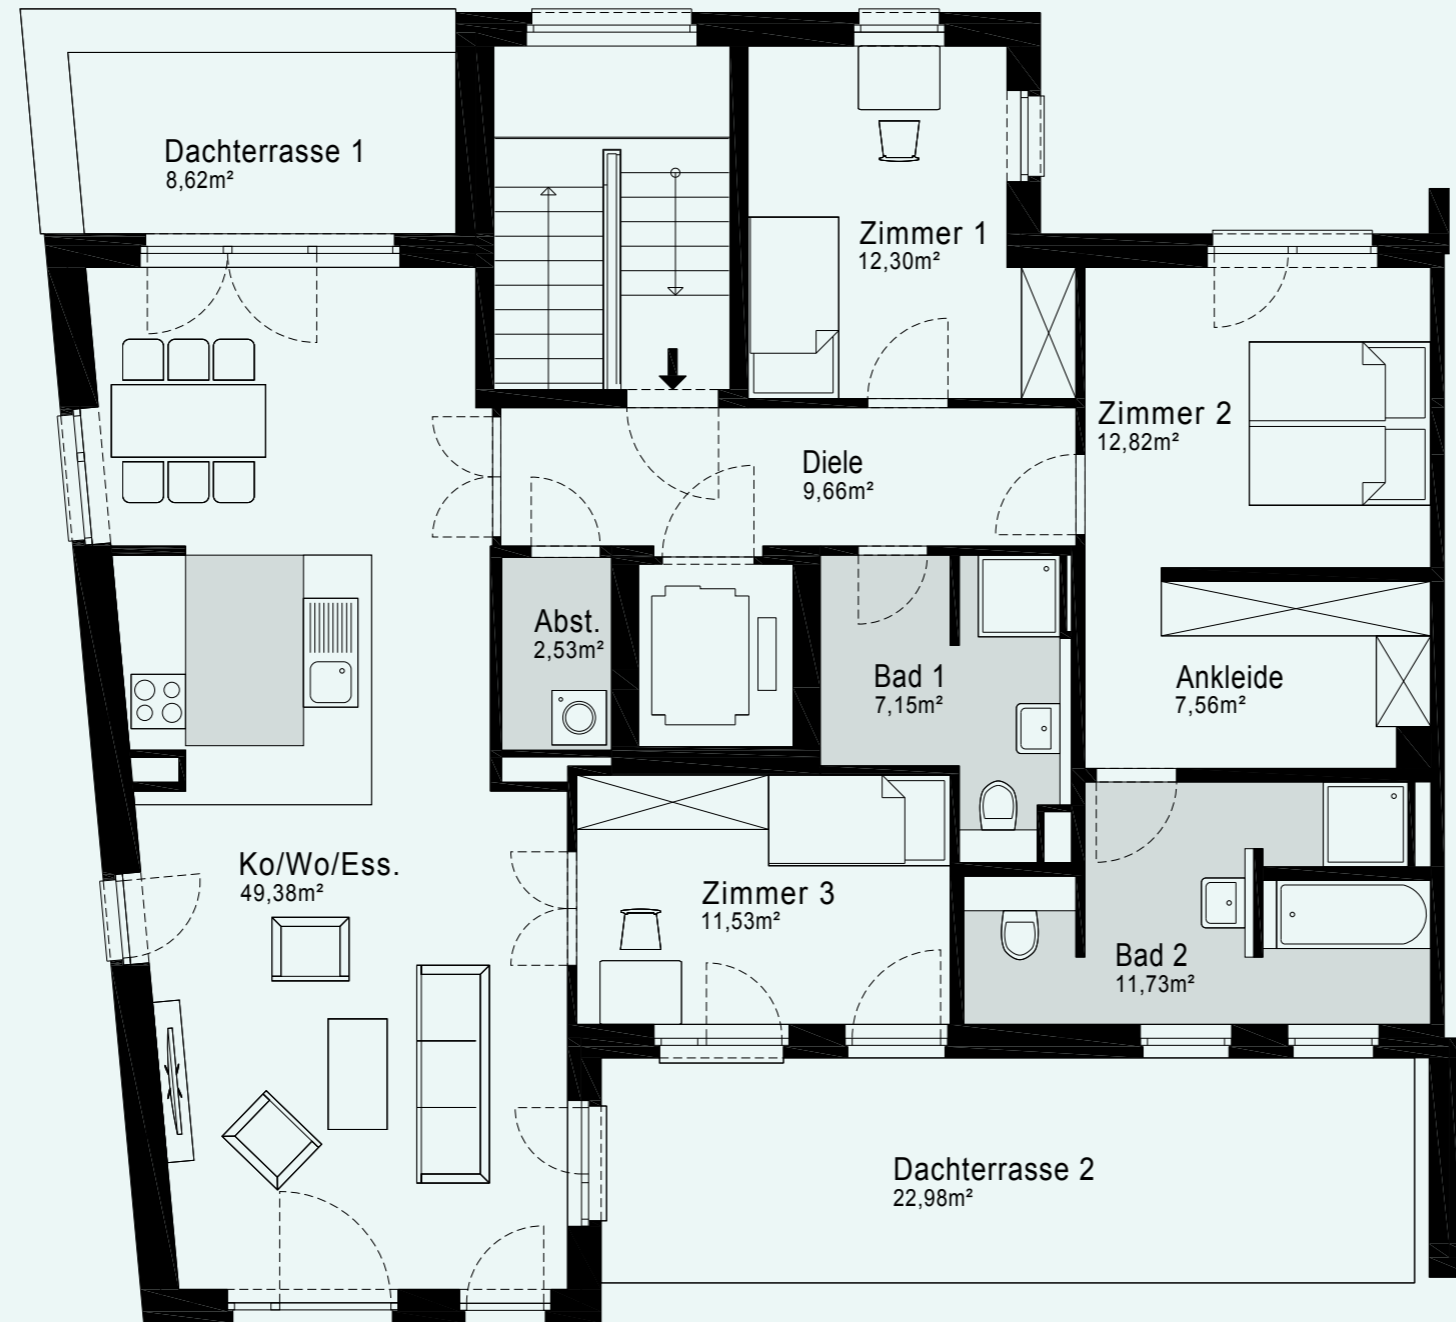 Dachterrasse 1
8,62m²
Zimmer 1
12,30m²
Zimmer 2
12,82m²
Diele
9,66m²
Abst.
2,53m²
Bad 1
7,15m²
Ankleide
7,56m²
Ko/Wo/Ess.
49,38m²
Zimmer 3
11,53m²
Bad 2
11,73m²
Dachterrasse 2
22,98m²